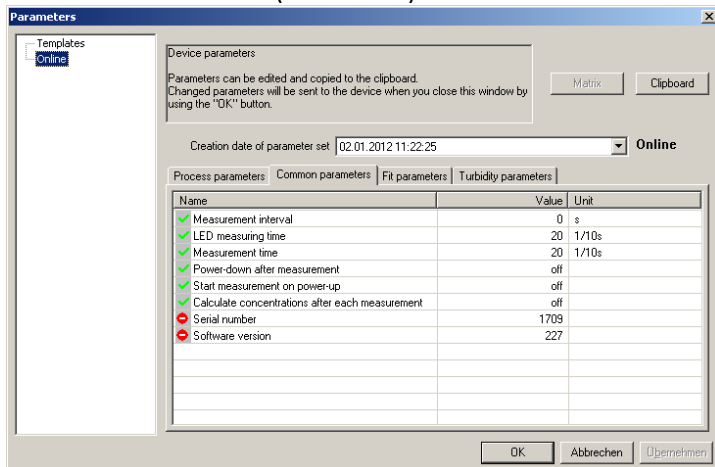 Parameters
Templates
Online
Device parameters
Parameters can be edited and copied to the clipboard.
Changed parameters will be sent to the device when you close this window by
using the "OK" button.
Matrix
Clipboard
Creation date of parameter set 02.01.2012 11:22:25 Online
Process parameters Common parameters Fit parameters Turbidity parameters
Name Value Unit
Measurement interval 0 s
LED measuring time 20 1/10s
Measurement time 20 1/10s
Power-down after measurement off
Start measurement on power-up off
Calculate concentrations after each measurement off
Serial number 1709
Software version 227
OK Abbrechen Übernehmen